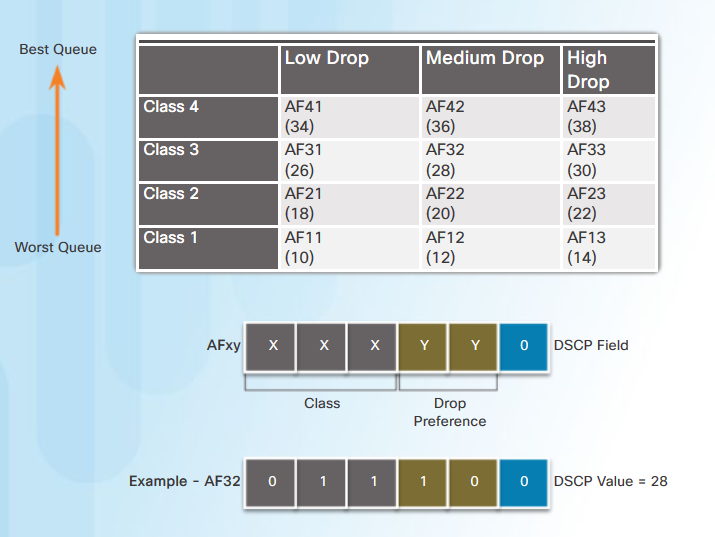 Best Queue
Low Drop Medium Drop High
Drop
Class 4 AF41 AF42 AF43
(34) (36) (38)
Class 3 AF31 AF32 AF33
(26) (28) (30)
Class 2 AF21 AF22 AF23
(18) (20) (22)
Class 1 AF11 AF12 AF13
(10) (12) (14)
Worst Queue
AFxy X X X Y Y 0 DSCP Field
Class Drop
Preference
Example - AF32 0 1 1 1 0 0 DSCP Value = 28